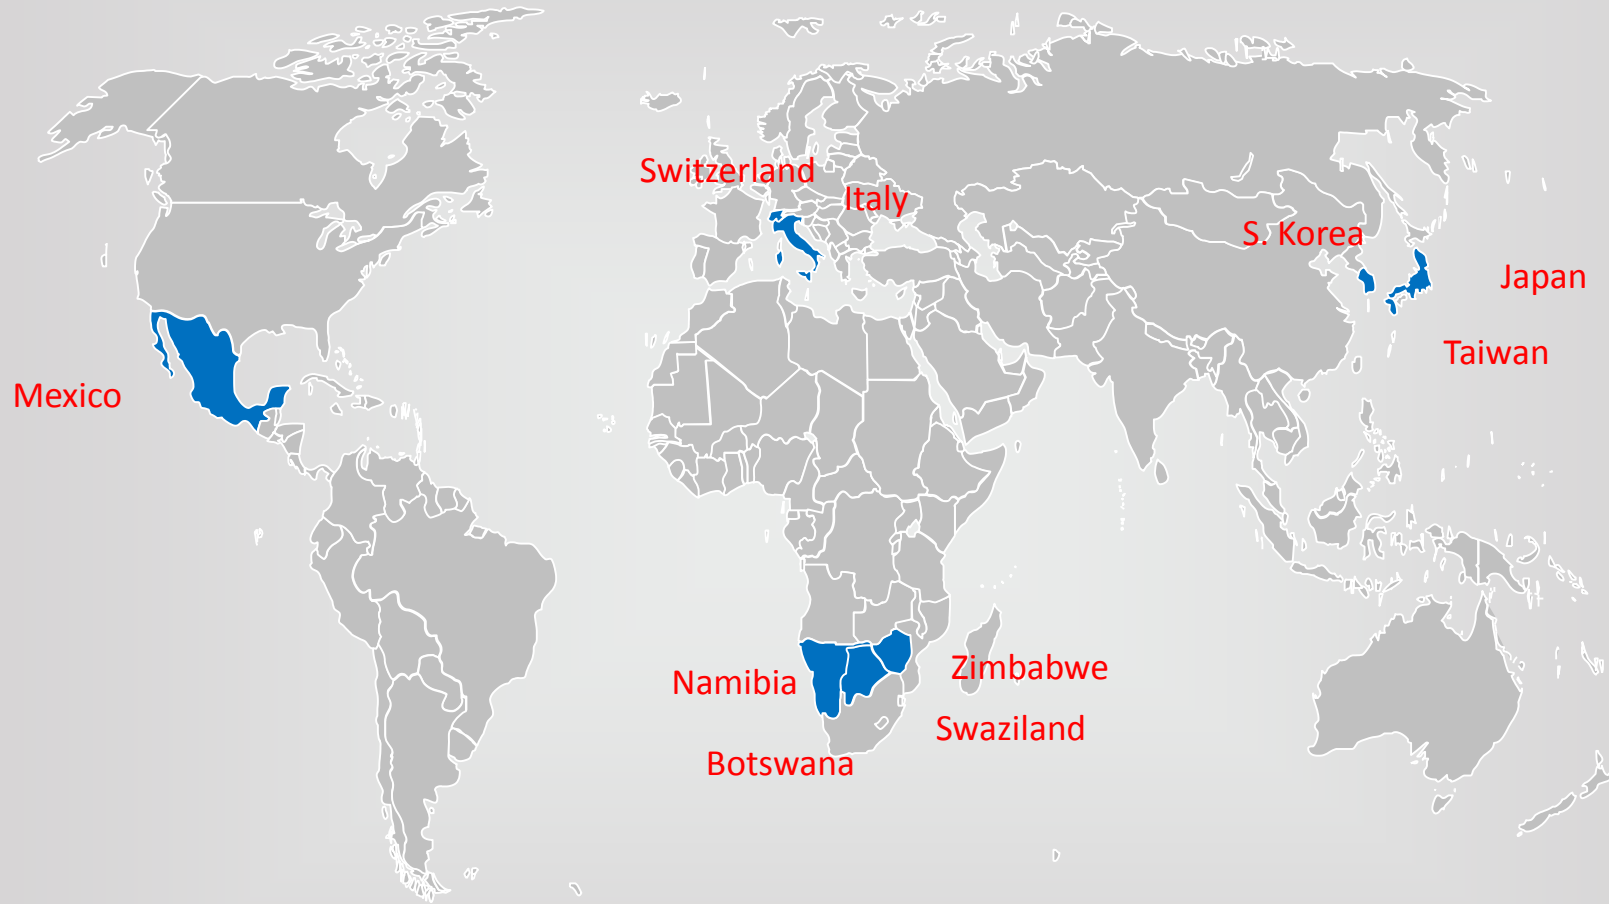 Switzerland
Italy
S. Korea
Japan
Taiwan
Mexico
Zimbabwe
Namibia
Swaziland
Botswana